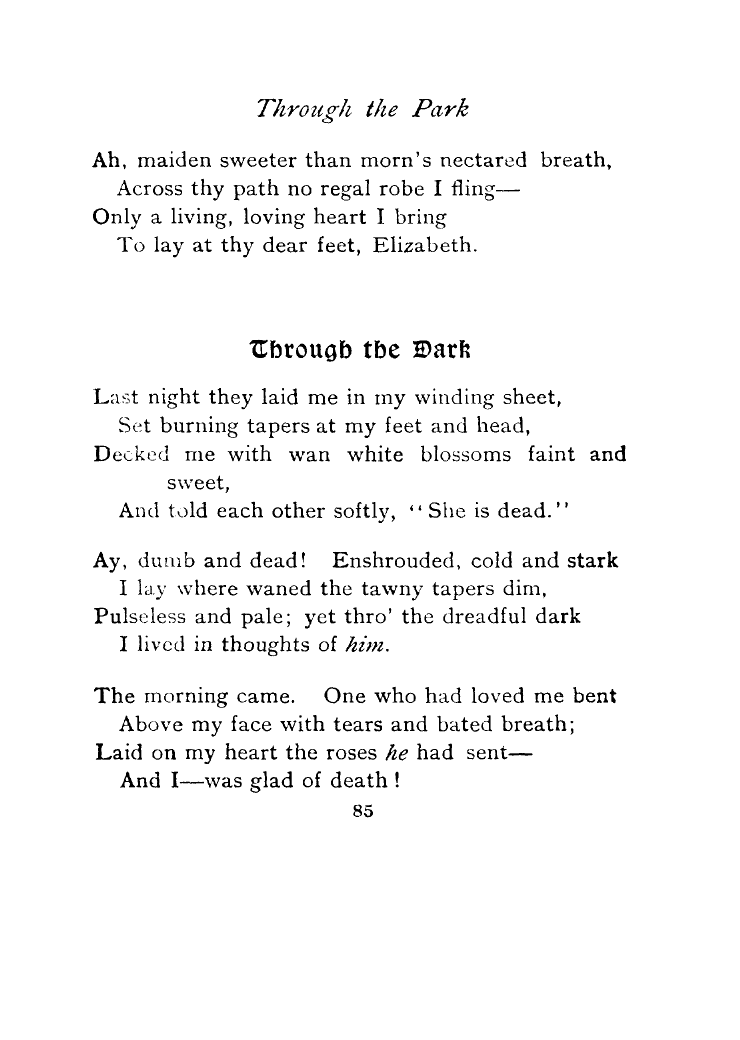 Through the Park
Ah, maiden sweeter than morn's nectared breath,
Across thy path no regal robe I fling—
Only a living, loving heart I bring
To lay at thy dear feet, Elizabeth.
Through the Dark
Last night they laid me in my winding sheet,
Set burning tapers at my feet and head,
Decked me with wan white blossoms faint and
sweet,
And told each other softly, "She is dead."
Ay, dumb and dead! Enshrouded, cold and stark
I lay where waned the tawny tapers dim,
Pulseless and pale; yet thro' the dreadful dark
I lived in thoughts of him.
The morning came. One who had loved me bent
Above my face with tears and bated breath;
Laid on my heart the roses he had sent—
And I—was glad of death!
85